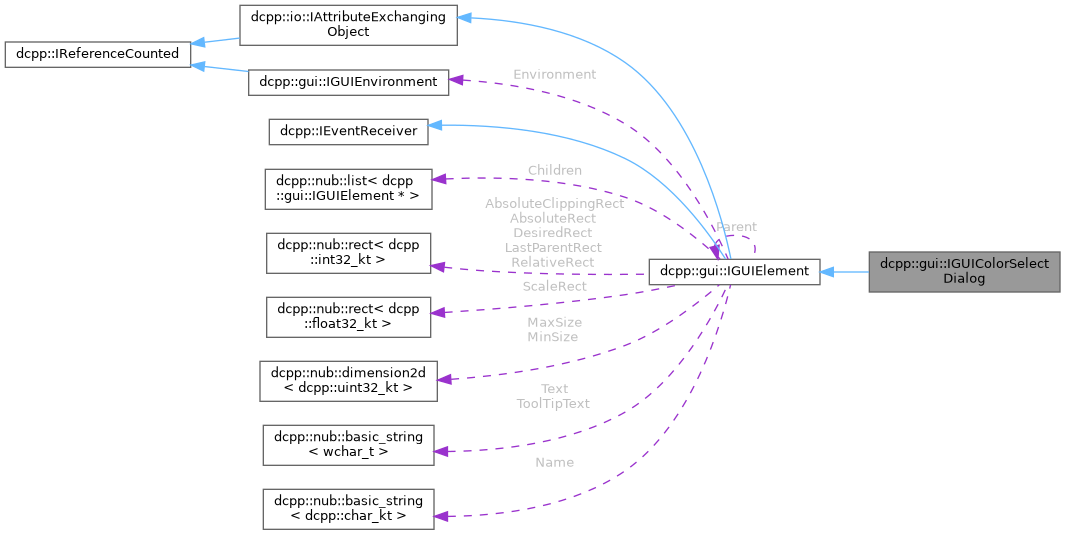 dcpp::io::IAttributeExchanging
Object
dcpp::IReferenceCounted
dcpp::gui::IGUIEnvironment
Environment
dcpp::IEventReceiver
Children
dcpp::nub::list< dcpp
::gui::IGUIElement * >
AbsoluteClippingRect
AbsoluteRect
DesiredRect
LastParentRect
RelativeRect
Parent
dcpp::nub::rect< dcpp
::int32_kt >
dcpp::gui::IGUIElement
dcpp::gui::IGUIColorSelect
Dialog
ScaleRect
dcpp::nub::rect< dcpp
::float32_kt >
MaxSize
MinSize
dcpp::nub::dimension2d
< dcpp::uint32_kt >
Text
ToolTipText
dcpp::nub::basic_string
< wchar_t >
Name
dcpp::nub::basic_string
< dcpp::char_kt >